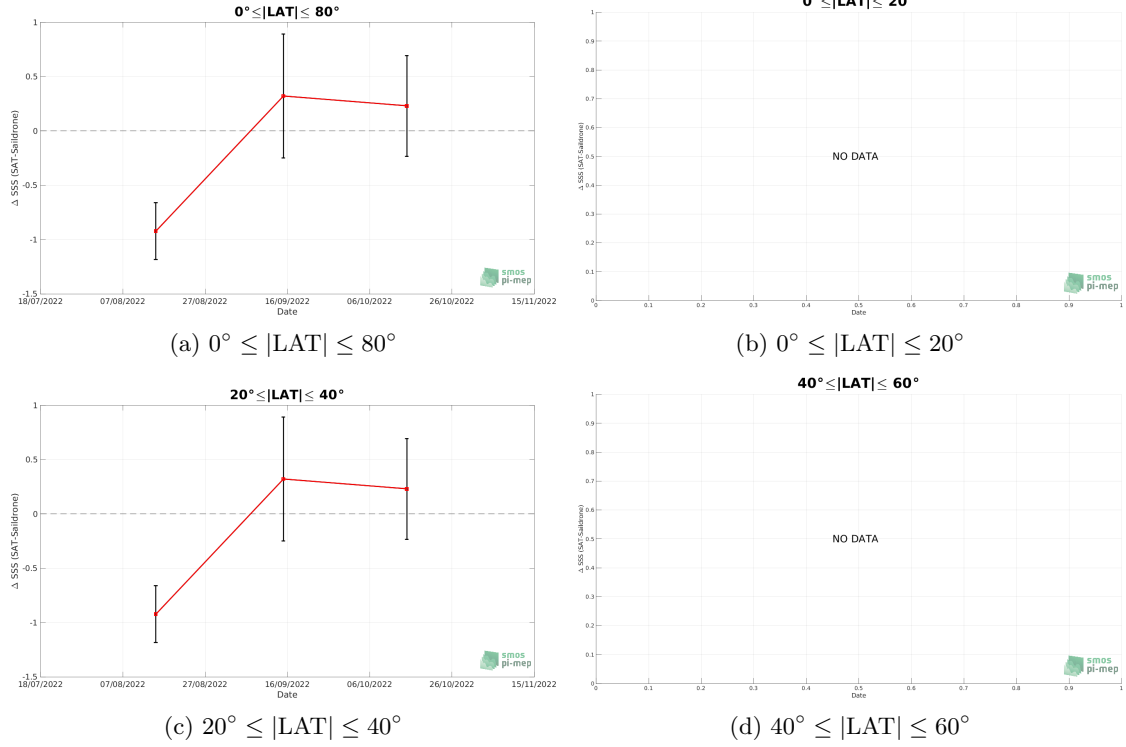 0°≤|LAT|≤ 80°
1
0.5
0
-0.5
-1
-1.5
Δ SSS (SAT-Saildrone)
18/07/2022 07/08/2022 27/08/2022 16/09/2022 06/10/2022 26/10/2022 15/11/2022
Date
smos
pi-mep
(a) 0° ≤ |LAT| ≤ 80°
0°≤|LAT|≤ 20°
1
0.9
0.8
0.7
0.6
0.5
0.4
0.3
0.2
0.1
0
Δ SSS (SAT-Saildrone)
NO DATA
0 0.1 0.2 0.3 0.4 0.5 0.6 0.7 0.8 0.9 1
Date
smos
pi-mep
(b) 0° ≤ |LAT| ≤ 20°
20°≤|LAT|≤ 40°
1
0.5
0
-0.5
-1
-1.5
Δ SSS (SAT-Saildrone)
18/07/2022 07/08/2022 27/08/2022 16/09/2022 06/10/2022 26/10/2022 15/11/2022
Date
smos
pi-mep
(c) 20° ≤ |LAT| ≤ 40°
40°≤|LAT|≤ 60°
1
0.9
0.8
0.7
0.6
0.5
0.4
0.3
0.2
0.1
0
Δ SSS (SAT-Saildrone)
NO DATA
0 0.1 0.2 0.3 0.4 0.5 0.6 0.7 0.8 0.9 1
Date
smos
pi-mep
(d) 40° ≤ |LAT| ≤ 60°